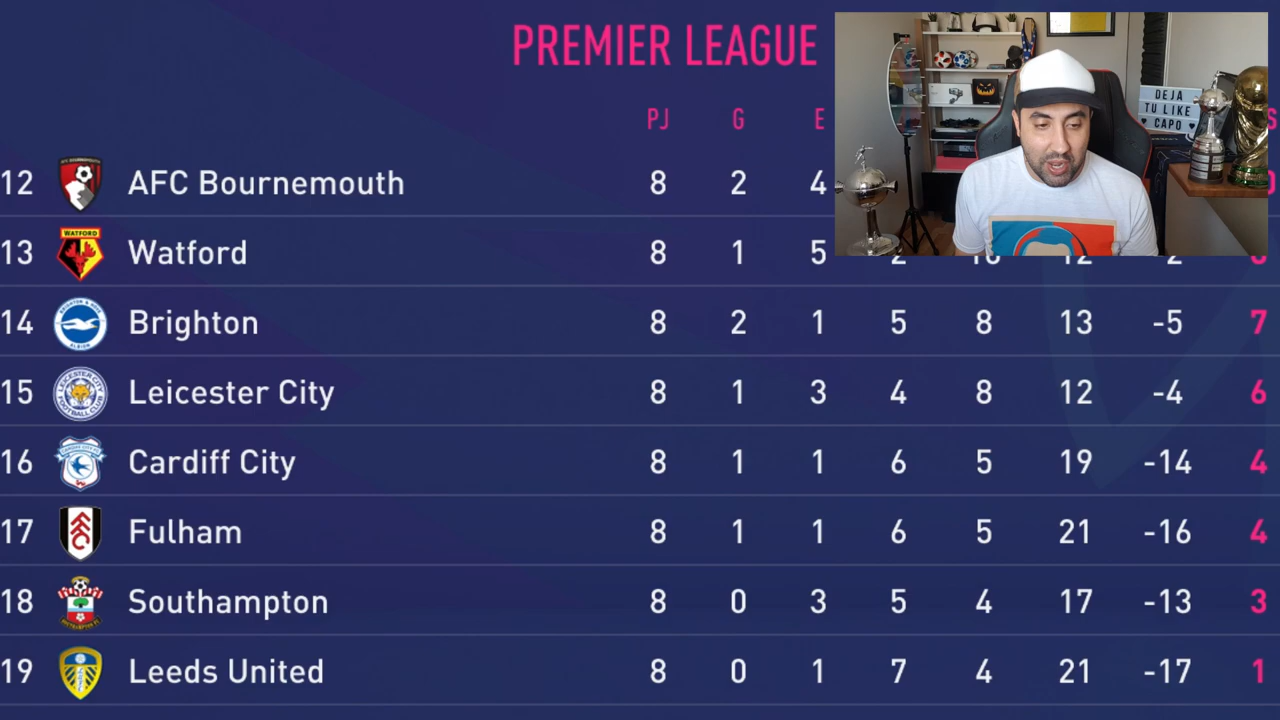 PREMIER LEAGUE
PJ G E
12 AFC Bournemouth 8 2 4
13 Watford 8 1 5
14 Brighton 8 2 1 5 8 13 -5 7
15 Leicester City 8 1 3 4 8 12 -4 6
16 Cardiff City 8 1 1 6 5 19 -14 4
17 Fulham 8 1 1 6 5 21 -16 4
18 Southampton 8 0 3 5 4 17 -13 3
19 Leeds United 8 0 1 7 4 21 -17 1
DEJA
TU LIKE
CAPO
WATFORD
FFC